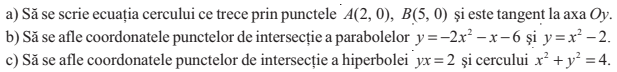 a) Să se scrie ecuația cercului ce trece prin punctele A(2, 0), B(5, 0) și este tangent la axa Oy.
b) Să se afle coordonatele punctelor de intersecție a parabolelor y = −2x² − x − 6 și y = x² − 2.
c) Să se afle coordonatele punctelor de intersecție a hiperbolei yx = 2 și cercului x² + y² = 4.